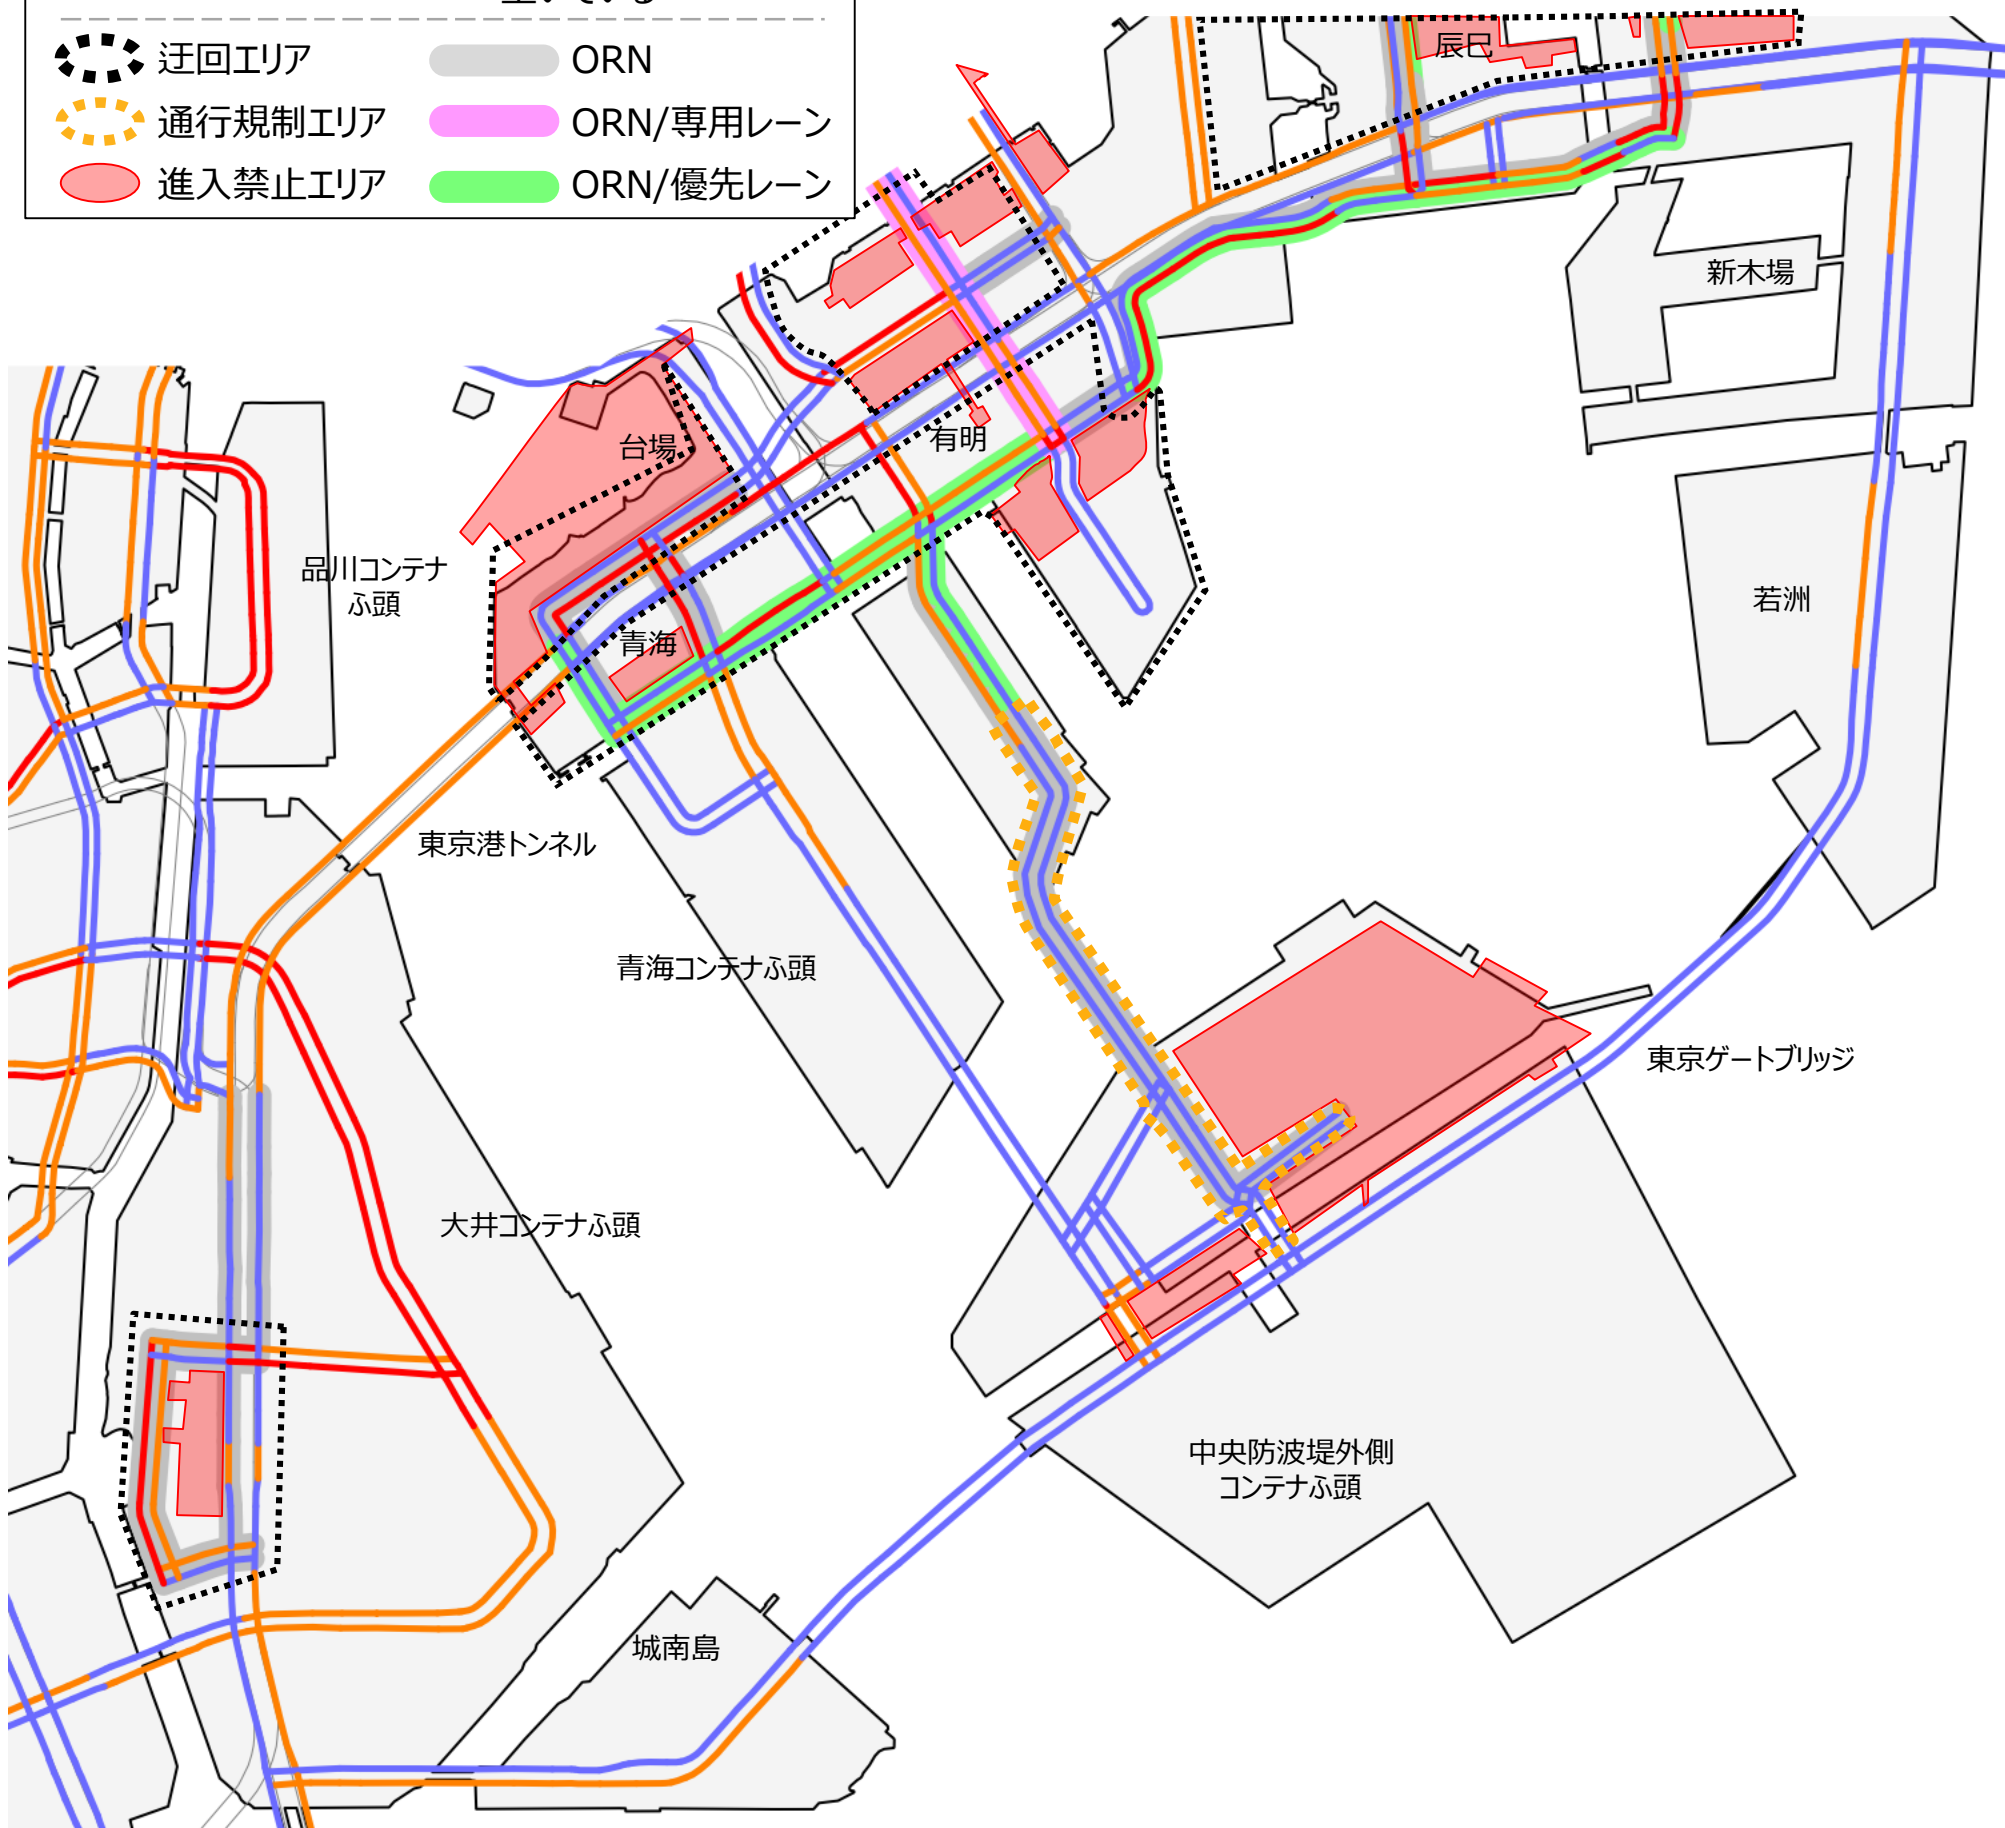 空いている
迂回エリア
ORN
通行規制エリア
ORN/専用レーン
進入禁止エリア
ORN/優先レーン
辰巳
新木場
有明
台場
品川コンテナ
ふ頭
青海
若洲
東京港トンネル
青海コンテナふ頭
東京ゲートブリッジ
大井コンテナふ頭
中央防波堤外側
コンテナふ頭
城南島